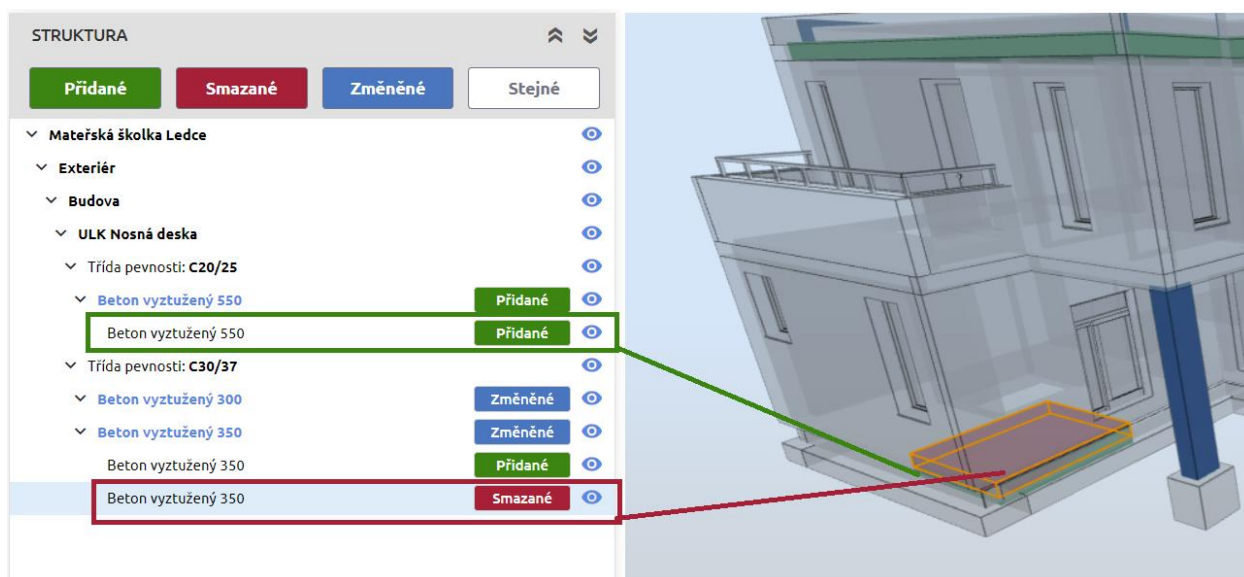 STRUKTURA
Přidané Smazané Změněné Stejné
Mateřská školka Ledce
Exteriér
Budova
ULK Nosná deska
Třída pevnosti: C20/25
Beton vyztužený 550 Přidané
Beton vyztužený 550 Přidané
Třída pevnosti: C30/37
Beton vyztužený 300 Změněné
Beton vyztužený 350 Změněné
Beton vyztužený 350 Přidané
Beton vyztužený 350 Smazané